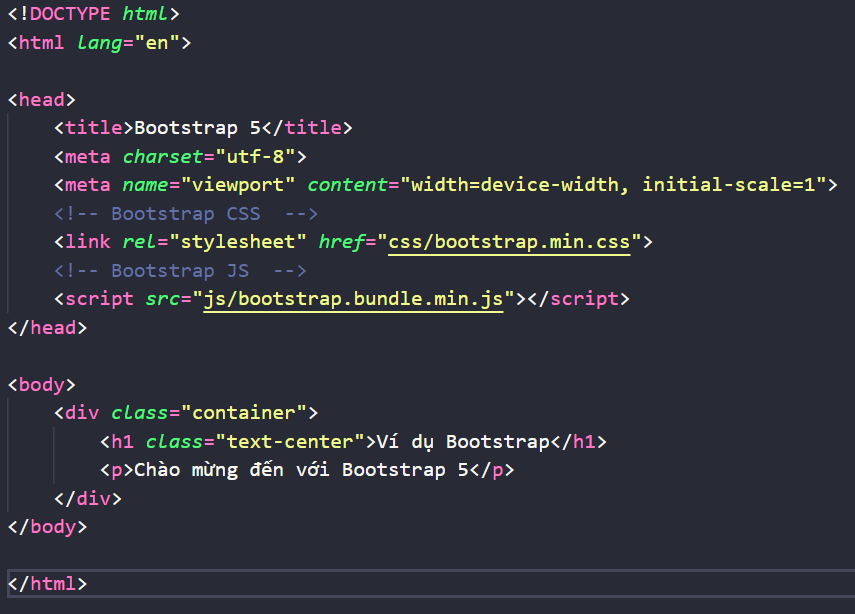 <!DOCTYPE html>
<html lang="en">
<head>
<title>Bootstrap 5</title>
<meta charset="utf-8">
<meta name="viewport" content="width=device-width, initial-scale=1">
<!-- Bootstrap CSS  -->
<link rel="stylesheet" href="css/bootstrap.min.css">
<!-- Bootstrap JS  -->
<script src="js/bootstrap.bundle.min.js"></script>
</head>
<body>
<div class="container">
<h1 class="text-center">Ví dụ Bootstrap</h1>
<p>Chào mừng đến với Bootstrap 5</p>
</div>
</body>
</html>